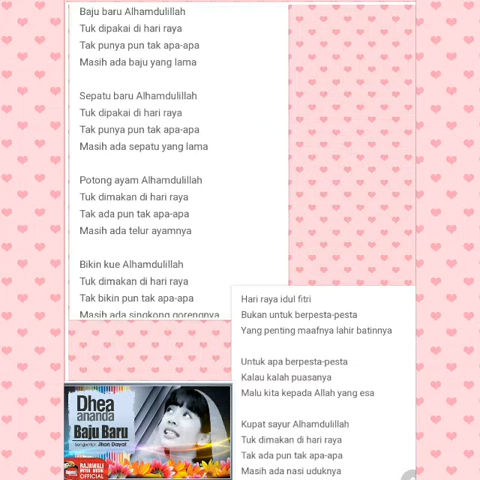 Baju baru Alhamdulillah
Tuk dipakai di hari raya
Tak punya pun tak apa-apa
Masih ada baju yang lama
Sepatu baru Alhamdulillah
Tuk dipakai di hari raya
Tak punya pun tak apa-apa
Masih ada sepatu yang lama
Potong ayam Alhamdulillah
Tuk dimakan di hari raya
Tak ada pun tak apa-apa
Masih ada telur ayamnya
Bikin kue Alhamdulillah
Tuk dimakan di hari raya
Tak bikin pun tak apa-apa
Masih ada singkong gorengnya
Hari raya idul fitri
Bukan untuk berpesta-pesta
Yang penting maafnya lahir batinnya
Untuk apa berpesta-pesta
Kalau kalah puasanya
Malu kita kepada Allah yang esa
Kupat sayur Alhamdulillah
Tuk dimakan di hari raya
Tak ada pun tak apa-apa
Masih ada nasi uduknya
Dhea
ananda
Baju Baru
Songwriter: Jhon Dayat
RAJAWALI
OFFICIAL